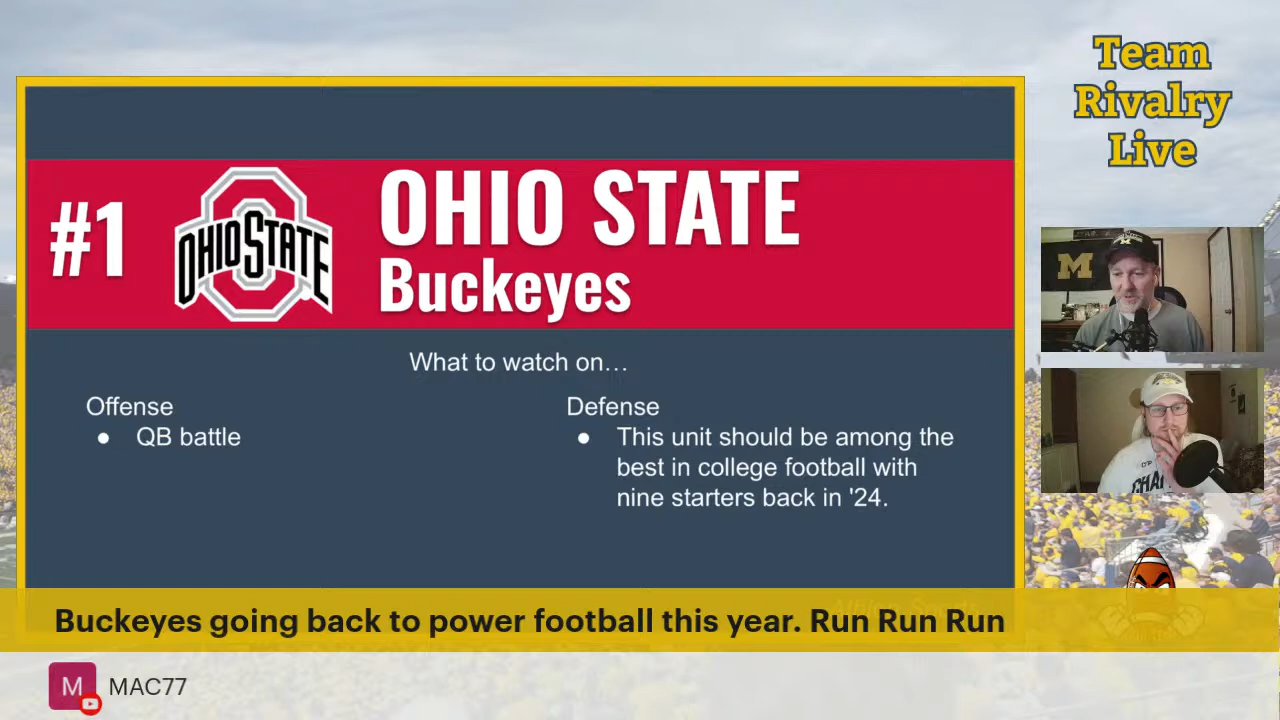 Team
Rivalry
Live
#1
OHIO STATE
OHIO STATE
Buckeyes
What to watch on…
Offense
● QB battle
Defense
● This unit should be among the
best in college football with
nine starters back in '24.
M
Buckeyes going back to power football this year. Run Run Run
M
MAC77